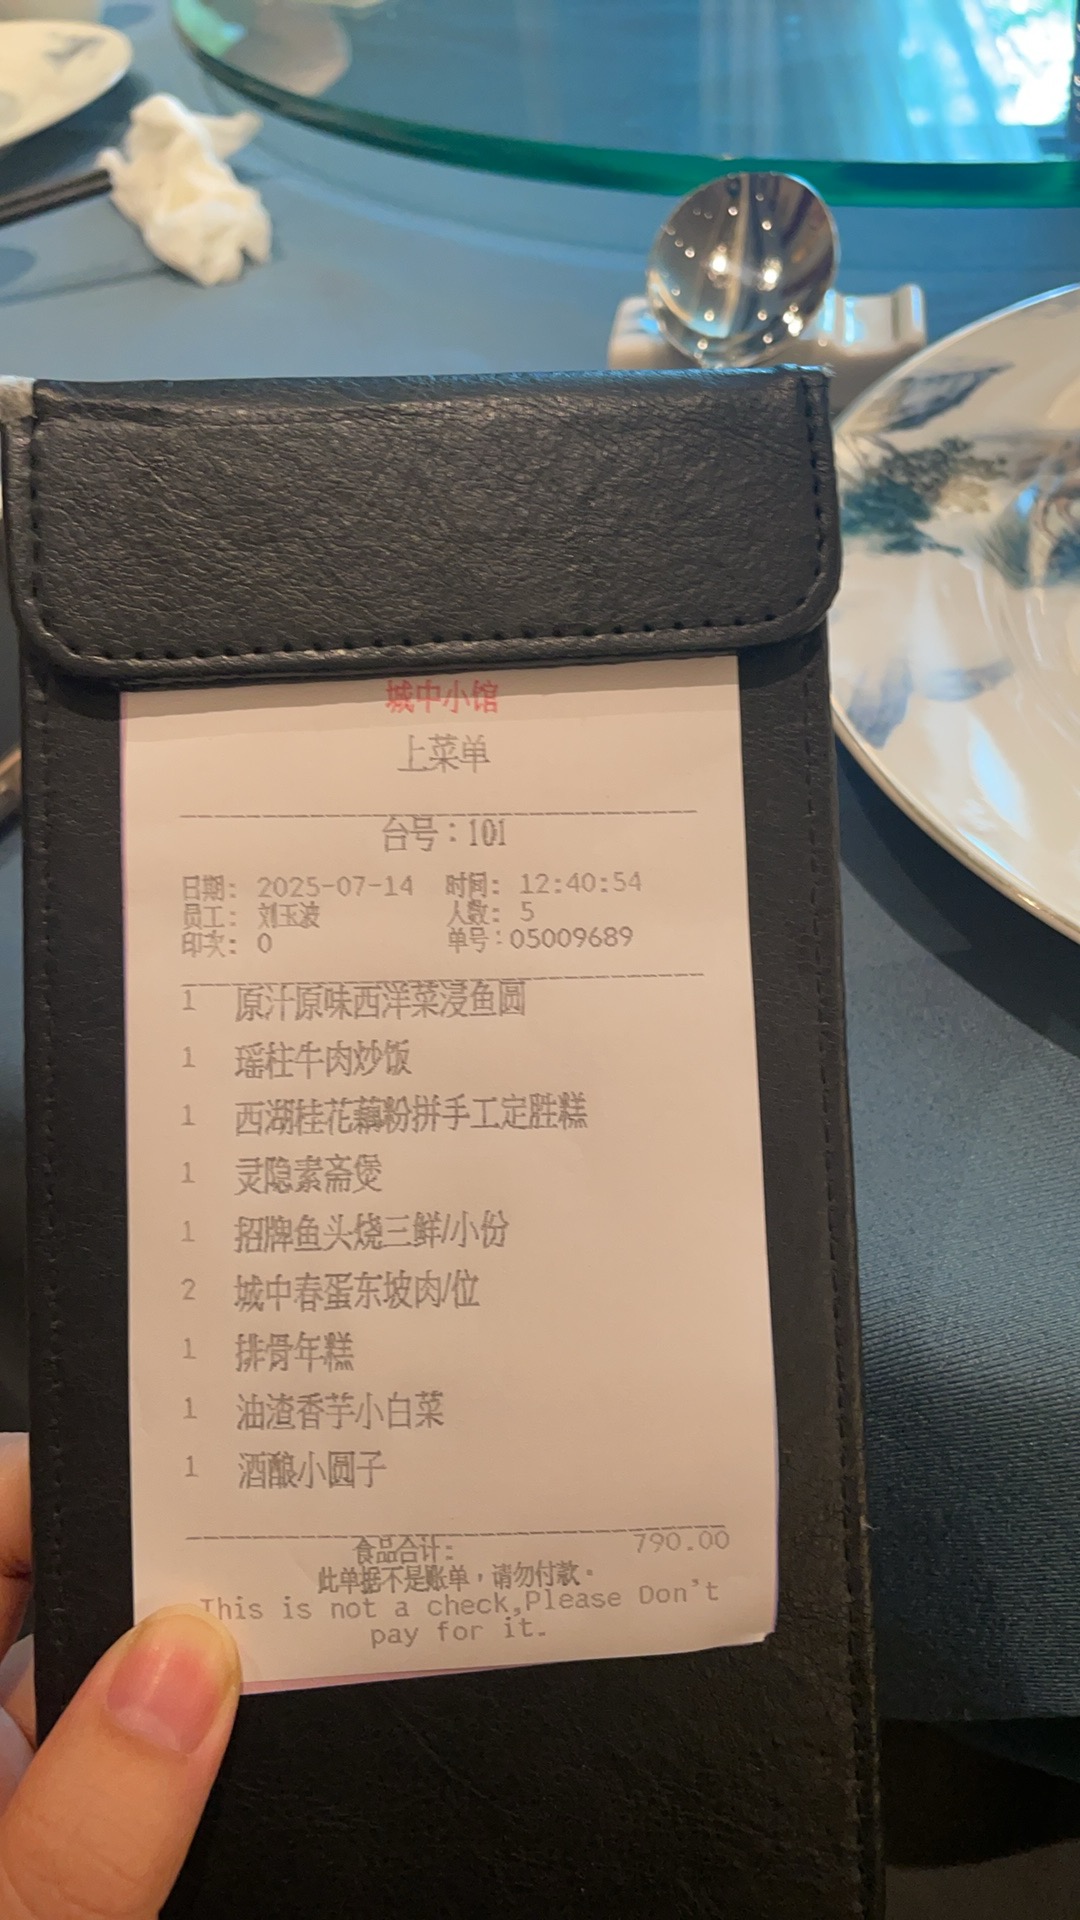 城中小馆
上菜单
台号：101
日期： 2025-07-14 时间： 12:40:54
员工： 刘玉波 人数： 5
印次： 0 单号：05009689
1 原汁原味西洋菜浸鱼圆
1 瑶柱牛肉炒饭
1 西湖桂花藕粉拼手工定胜糕
1 灵隐素斋煲
1 招牌鱼头烧三鲜/小份
2 城中春蛋东坡肉/位
1 排骨年糕
1 油渣香芋小白菜
1 酒酿小圆子
食品合计： 790.00
此单据不是账单，请勿付款。
This is not a check,Please Don't
pay for it.